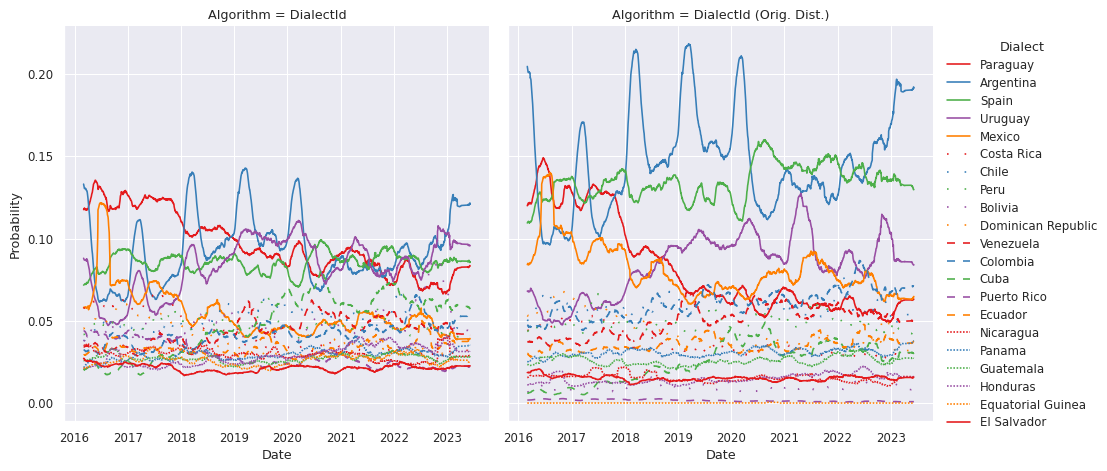 Algorithm = DialectId
Algorithm = DialectId (Orig. Dist.)
Probability
0.20
0.15
0.10
0.05
0.00
2016 2017 2018 2019 2020 2021 2022 2023
Date
2016 2017 2018 2019 2020 2021 2022 2023
Date
Dialect
Paraguay
Argentina
Spain
Uruguay
Mexico
Costa Rica
Chile
Peru
Bolivia
Dominican Republic
Venezuela
Colombia
Cuba
Puerto Rico
Ecuador
Nicaragua
Panama
Guatemala
Honduras
Equatorial Guinea
El Salvador